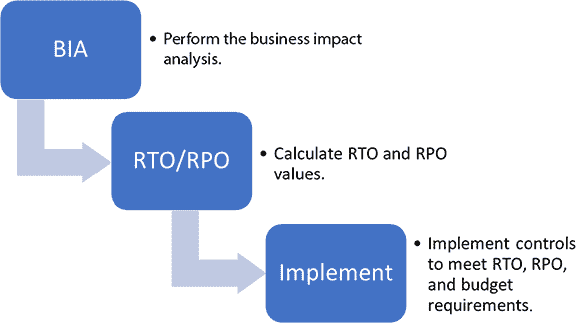 BIA
• Perform the business impact
analysis.
RTO/RPO
• Calculate RTO and RPO
values.
Implement
• Implement controls
to meet RTO, RPO,
and budget
requirements.